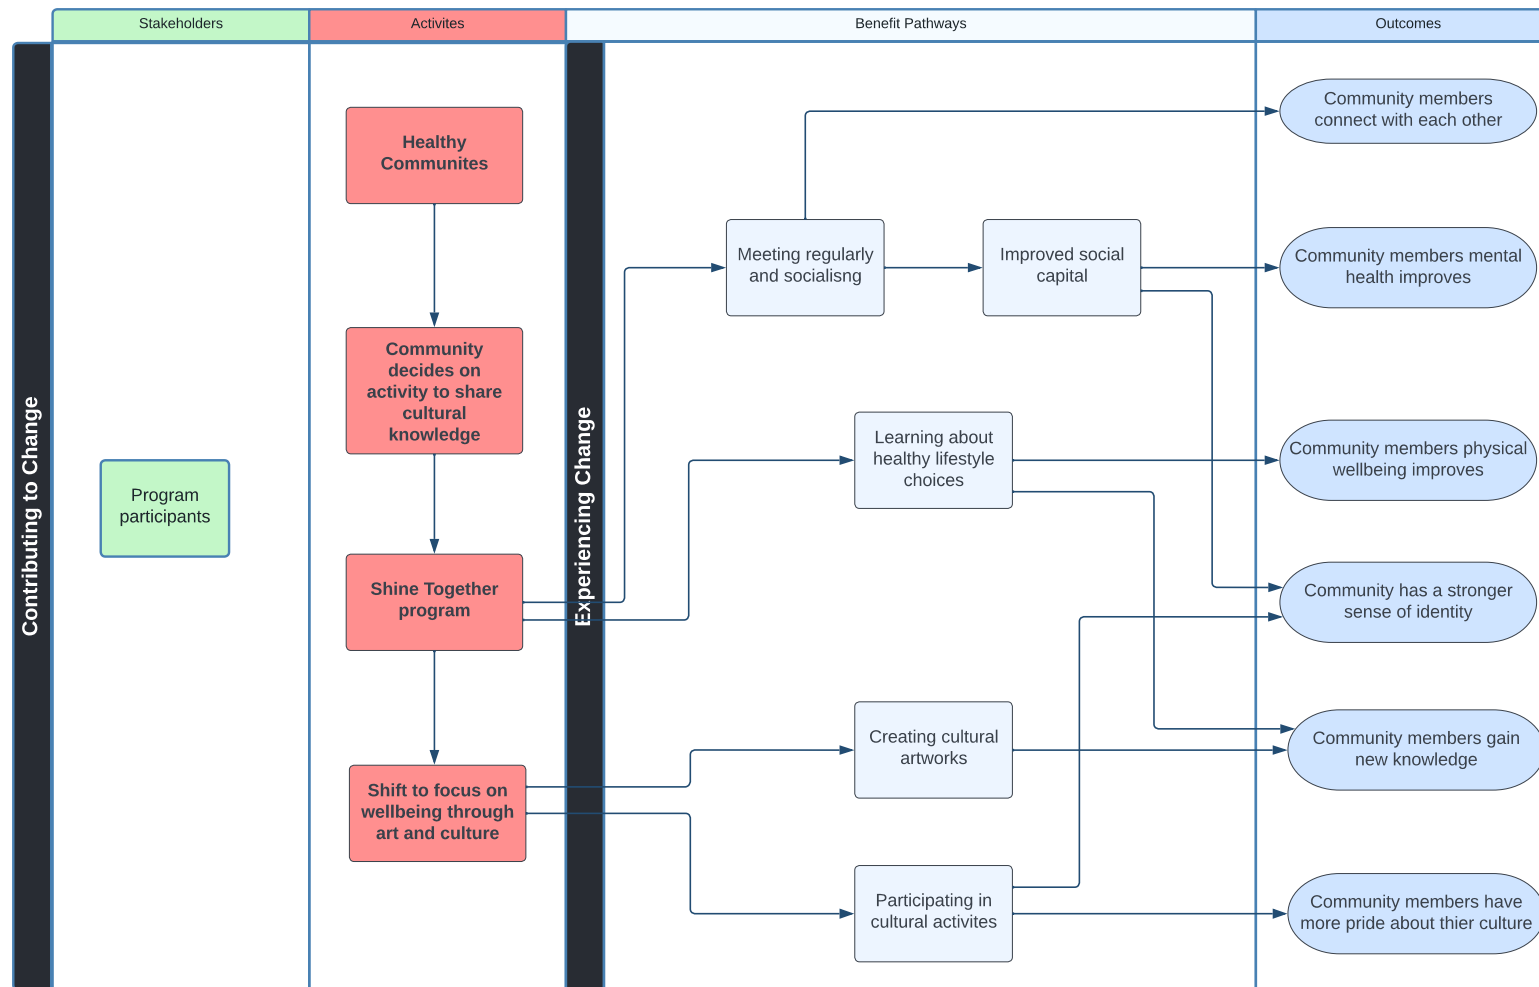 Stakeholders
Activites
Benefit Pathways
Outcomes
Contributing to Change
Program
participants
Healthy
Communites
Community
decides on
activity to share
cultural
knowledge
Shine Together
program
Shift to focus on
wellbeing through
art and culture
Experiencing Change
Meeting regularly
and socialisng
Improved social
capital
Learning about
healthy lifestyle
choices
Creating cultural
artworks
Participating in
cultural activites
Community members
connect with each other
Community members mental
health improves
Community members physical
wellbeing improves
Community has a stronger
sense of identity
Community members gain
new knowledge
Community members have
more pride about thier culture